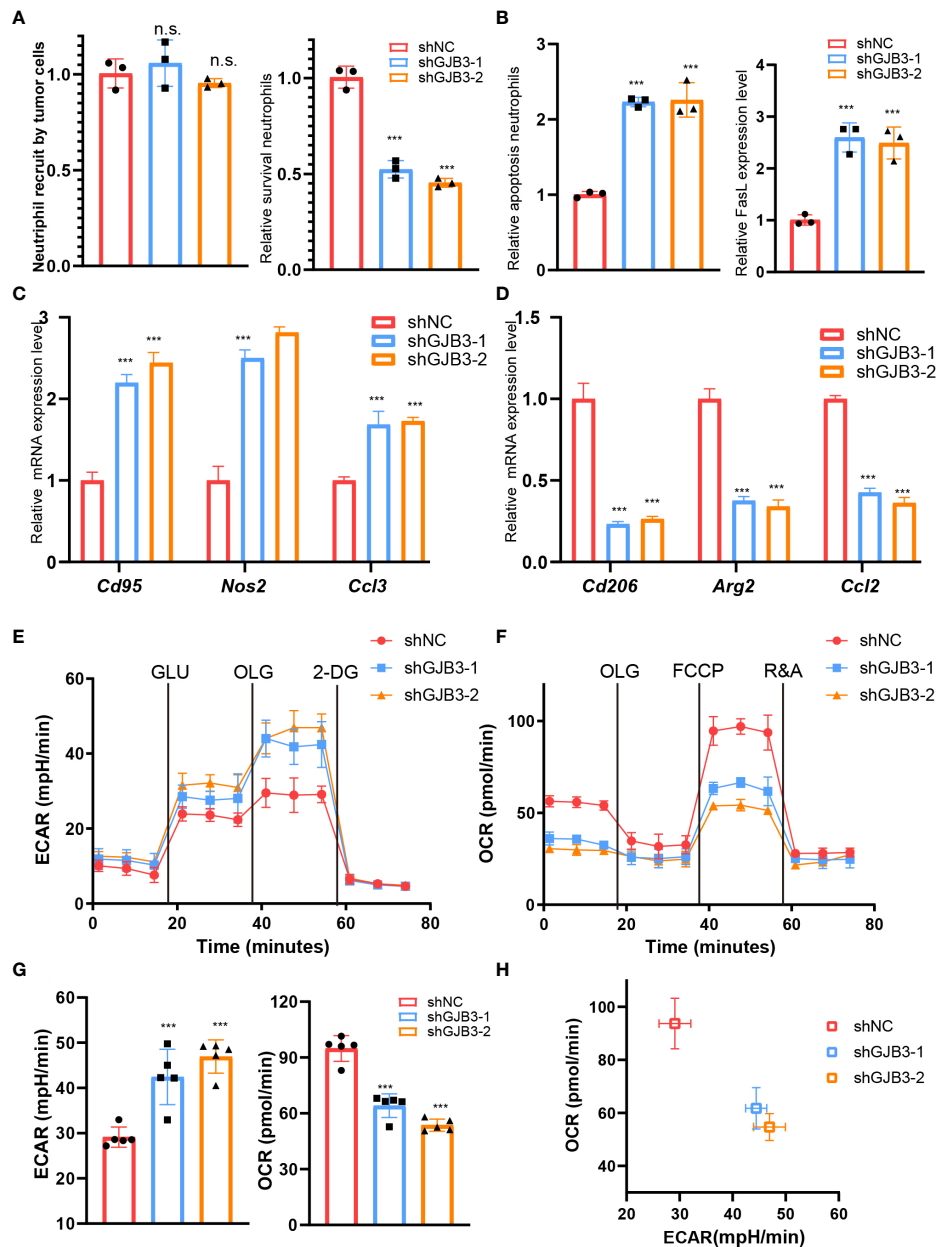 A
Neutriphil recruit by tumor cells
1.0
0.5
0.0
1.0
n.s.
n.s.
Relative survival neutrophils
1.0
0.5
0.0
***
***
shNC
shGJB3-1
shGJB3-2
B
Relative apoptosis neutrophils
3
2
1
0
***
***
Relative FasL expression level
4
3
2
1
0
***
***
shNC
shGJB3-1
shGJB3-2
C
Relative mRNA expression level
3
2
1
0
***
***
***
***
***
Cd95
Nos2
Ccl3
shNC
shGJB3-1
shGJB3-2
D
Relative mRNA expression level
1.5
1.0
0.5
0.0
***
***
***
***
***
***
Cd206
Arg2
Ccl2
shNC
shGJB3-1
shGJB3-2
E
shNC
shGJB3-1
shGJB3-2
GLU
OLG
2-DG
ECAR (mpH/min)
60
40
20
0
0
20
40
60
80
Time (minutes)
F
shNC
shGJB3-1
shGJB3-2
OLG
FCCP
R&A
OCR (pmol/min)
100
50
0
0
20
40
60
80
Time (minutes)
G
ECAR (mpH/min)
60
50
40
30
20
10
***
***
OCR (pmol/min)
120
90
60
30
0
***
***
shNC
shGJB3-1
shGJB3-2
H
OCR (pmol/min)
100
80
60
40
20
30
40
50
60
ECAR(mpH/min)
shNC
shGJB3-1
shGJB3-2